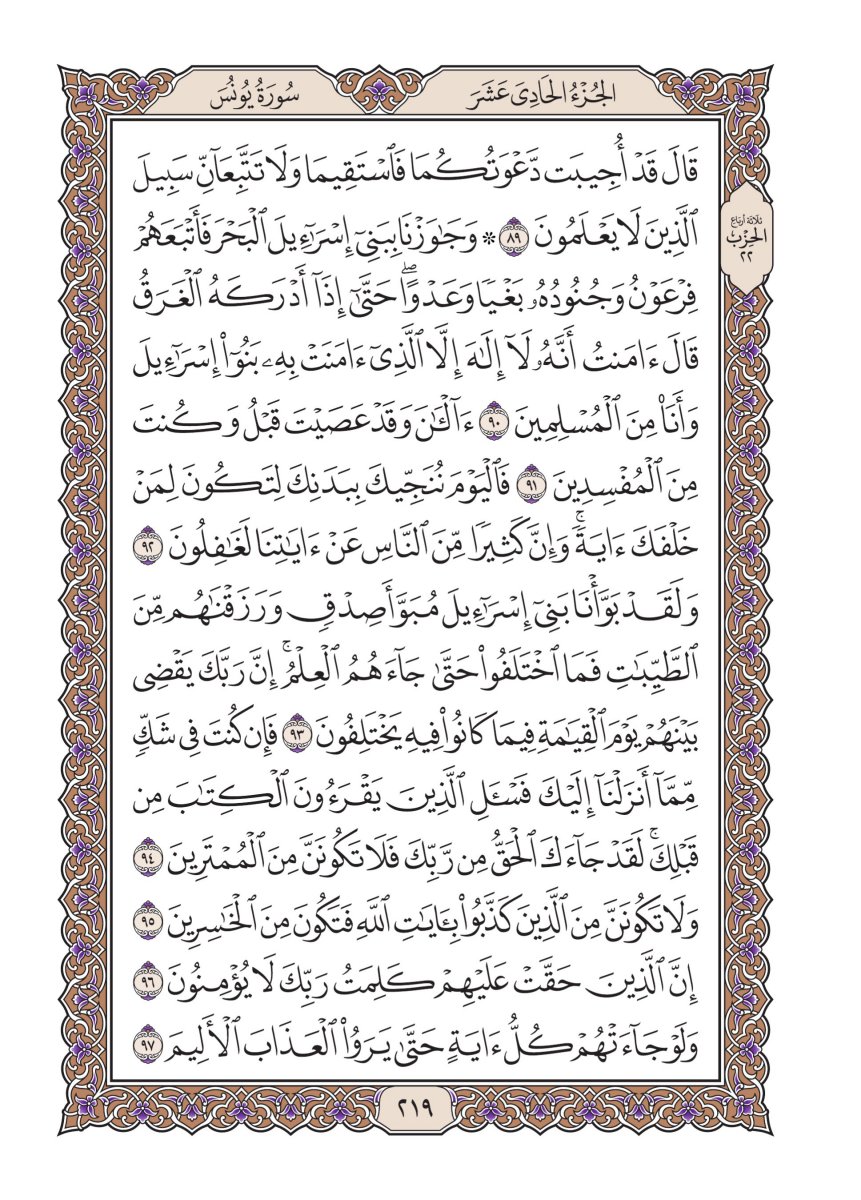 الجُزْءُ الحَادِى عَشَرَ
سُورَةُ يُونُسَ
قَالَ قَدْ أُجِيبَت دَّعْوَتُكُمَا فَٱسْتَقِيمَا وَلَا تَتَّبِعَآنِّ سَبِيلَ
ٱلَّذِينَ لَا يَعْلَمُونَ ٨٩ ۞ وَجَٰوَزْنَا بِبَنِىٓ إِسْرَٰٓءِيلَ ٱلْبَحْرَ فَأَتْبَعَهُمْ
فِرْعَوْنُ وَجُنُودُهُۥ بَغْيًا وَعَدْوًا ۖ حَتَّىٰٓ إِذَآ أَدْرَكَهُ ٱلْغَرَقُ
قَالَ ءَامَنتُ أَنَّهُۥ لَآ إِلَٰهَ إِلَّا ٱلَّذِىٓ ءَامَنَتْ بِهِۦ بَنُوٓا۟ إِسْرَٰٓءِيلَ
وَأَنَا۠ مِنَ ٱلْمُسْلِمِينَ ٩٠ ءَآلْـَٰٔنَ وَقَدْ عَصَيْتَ قَبْلُ وَكُنتَ
مِنَ ٱلْمُفْسِدِينَ ٩١ فَٱلْيَوْمَ نُنَجِّيكَ بِبَدَنِكَ لِتَكُونَ لِمَنْ
خَلْفَكَ ءَايَةً ۚ وَإِنَّ كَثِيرًا مِّنَ ٱلنَّاسِ عَنْ ءَايَٰتِنَا لَغَٰفِلُونَ ٩٢
وَلَقَدْ بَوَّأْنَا بَنِىٓ إِسْرَٰٓءِيلَ مُبَوَّأَ صِدْقٍ وَرَزَقْنَٰهُم مِّنَ
ٱلطَّيِّبَٰتِ فَمَا ٱخْتَلَفُوا۟ حَتَّىٰ جَآءَهُمُ ٱلْعِلْمُ ۚ إِنَّ رَبَّكَ يَقْضِى
بَيْنَهُمْ يَوْمَ ٱلْقِيَٰمَةِ فِيمَا كَانُوا۟ فِيهِ يَخْتَلِفُونَ ٩٣ فَإِن كُنتَ فِى شَكٍّ
مِّمَّآ أَنزَلْنَآ إِلَيْكَ فَسْـَٔلِ ٱلَّذِينَ يَقْرَءُونَ ٱلْكِتَٰبَ مِن
قَبْلِكَ ۚ لَقَدْ جَآءَكَ ٱلْحَقُّ مِن رَّبِّكَ فَلَا تَكُونَنَّ مِنَ ٱلْمُمْتَرِينَ ٩٤
وَلَا تَكُونَنَّ مِنَ ٱلَّذِينَ كَذَّبُوا۟ بِـَٔايَٰتِ ٱللَّهِ فَتَكُونَ مِنَ ٱلْخَٰسِرِينَ ٩٥
إِنَّ ٱلَّذِينَ حَقَّتْ عَلَيْهِمْ كَلِمَتُ رَبِّكَ لَا يُؤْمِنُونَ ٩٦
وَلَوْ جَآءَتْهُمْ كُلُّ ءَايَةٍ حَتَّىٰ يَرَوُا۟ ٱلْعَذَابَ ٱلْأَلِيمَ ٩٧
ثلاثة أرباع
الحِزْب
٢٢
٢١٩